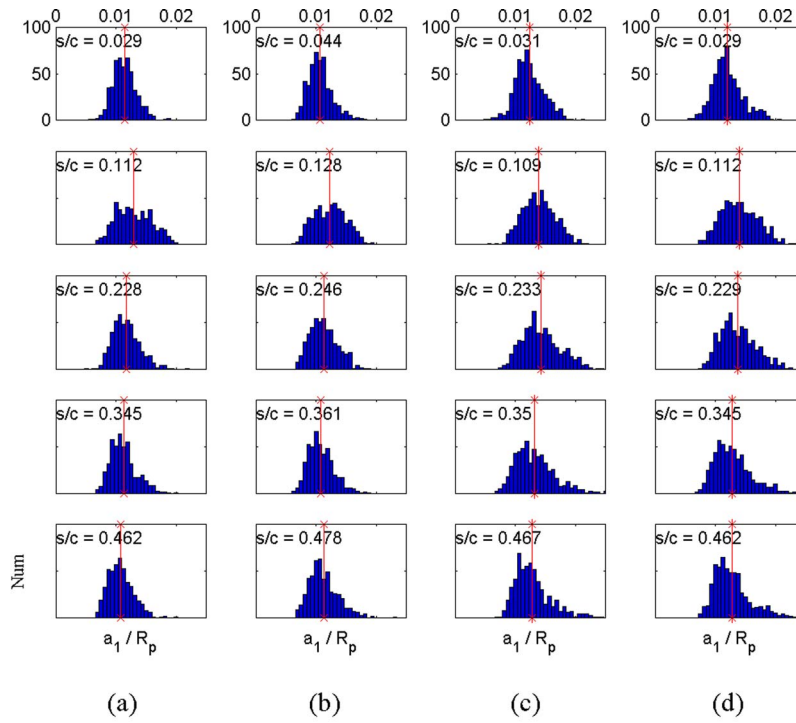 0 0.01 0.02 0 0.01 0.02 0 0.01 0.02 0 0.01 0.02
100 100 100 100
s/c = 0.029 s/c = 0.044 s/c = 0.031 s/c = 0.029
50 50 50 50
0 0 0 0
s/c = 0.112 s/c = 0.128 s/c = 0.109 s/c = 0.112
s/c = 0.228 s/c = 0.246 s/c = 0.233 s/c = 0.229
s/c = 0.345 s/c = 0.361 s/c = 0.35 s/c = 0.345
s/c = 0.462 s/c = 0.478 s/c = 0.467 s/c = 0.462
Num
a₁ / Rₚ a₁ / Rₚ a₁ / Rₚ a₁ / Rₚ
(a) (b) (c) (d)